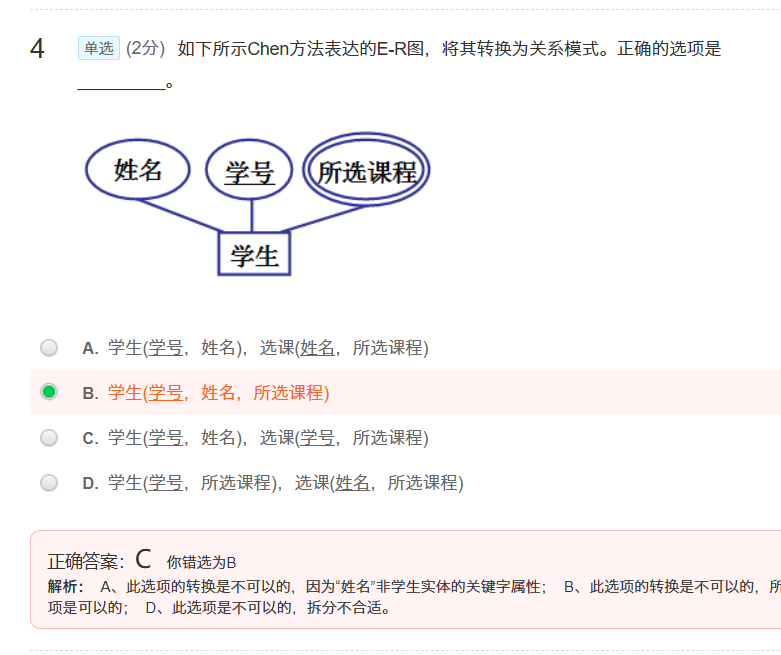 4 单选 (2分) 如下所示Chen方法表达的E-R图，将其转换为关系模式。正确的选项是
_________。
姓名 学号 所选课程
学生
A. 学生(学号，姓名)，选课(姓名，所选课程)
B. 学生(学号，姓名，所选课程)
C. 学生(学号，姓名)，选课(学号，所选课程)
D. 学生(学号，所选课程)，选课(姓名，所选课程)
正确答案：C 你错选为B
解析： A、此选项的转换是不可以的，因为“姓名”非学生实体的关键字属性； B、此选项的转换是不可以的，所
项是可以的； D、此选项是不可以的，拆分不合适。